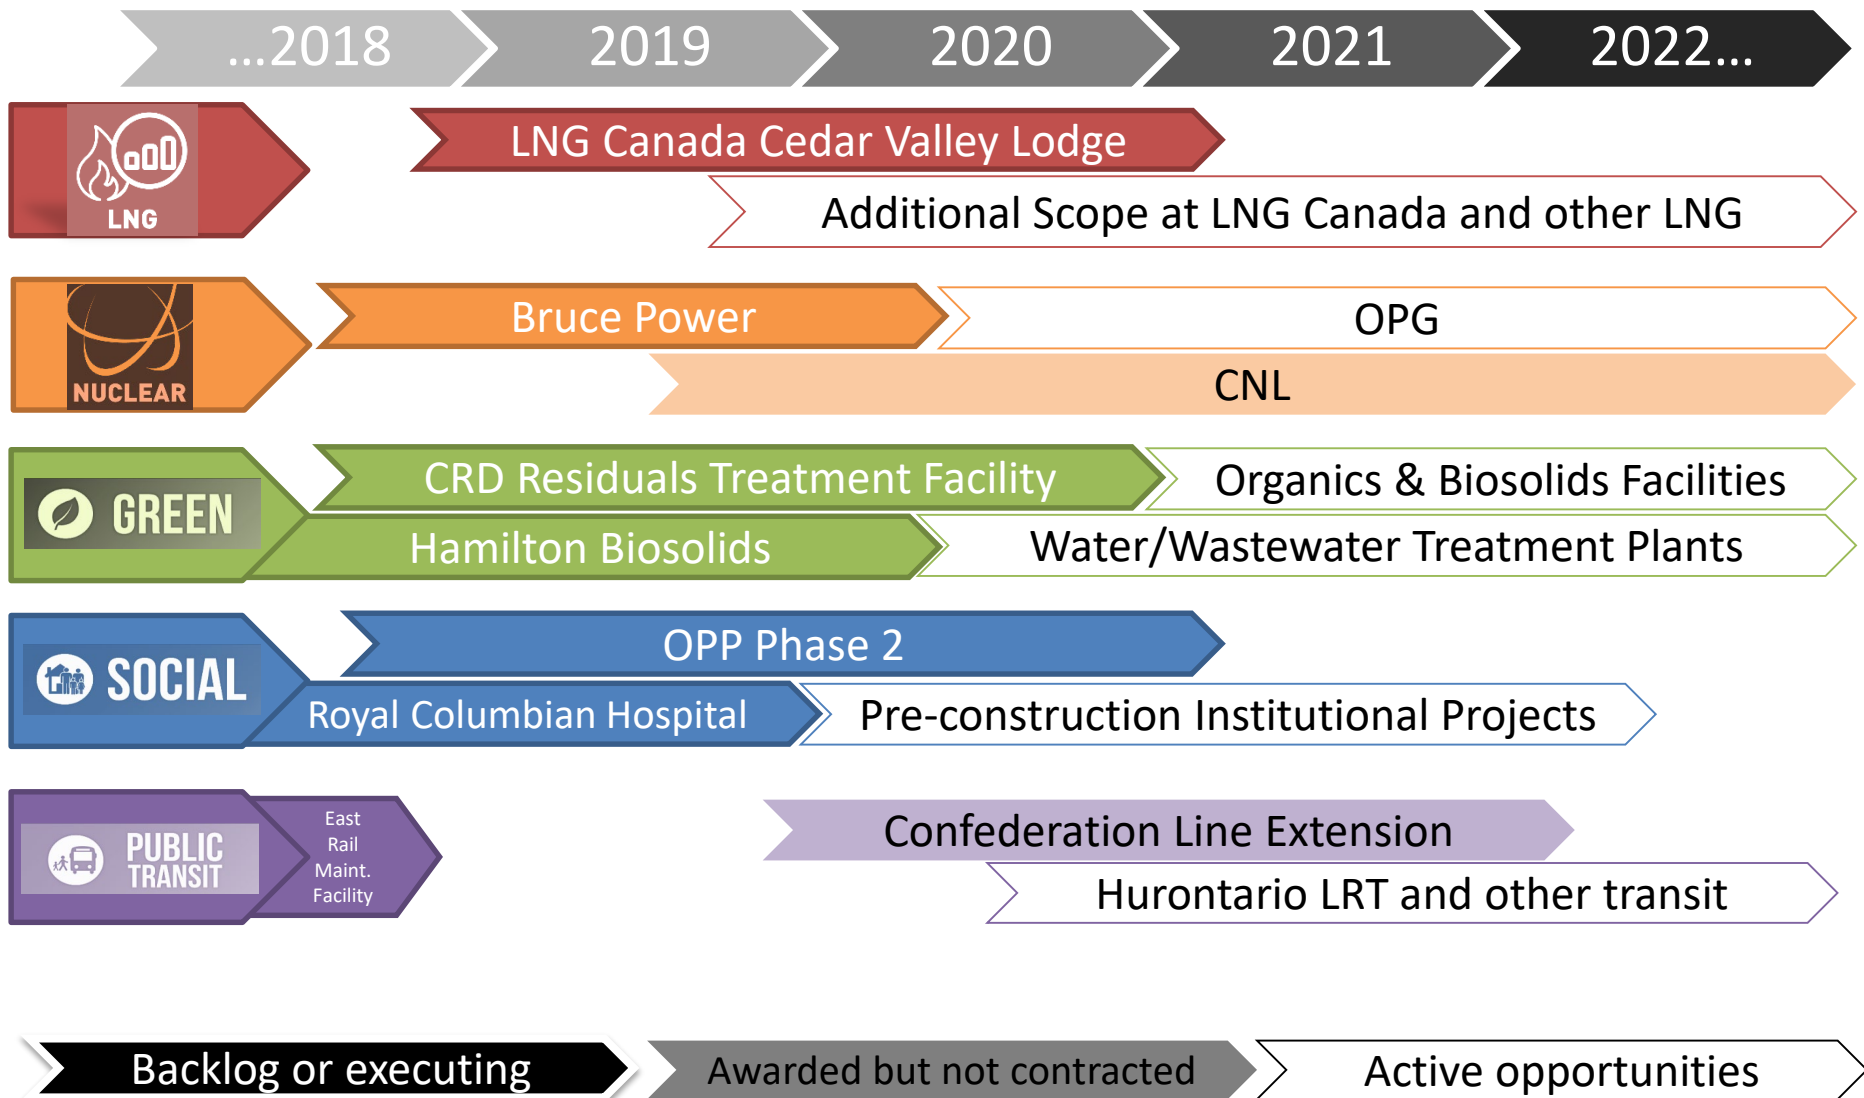 ...2018 2019 2020 2021 2022...
LNG
LNG Canada Cedar Valley Lodge
Additional Scope at LNG Canada and other LNG
NUCLEAR
Bruce Power
OPG
CNL
GREEN
CRD Residuals Treatment Facility
Organics & Biosolids Facilities
Hamilton Biosolids
Water/Wastewater Treatment Plants
SOCIAL
OPP Phase 2
Royal Columbian Hospital
Pre-construction Institutional Projects
PUBLIC
TRANSIT
East
Rail
Maint.
Facility
Confederation Line Extension
Hurontario LRT and other transit
Backlog or executing
Awarded but not contracted
Active opportunities